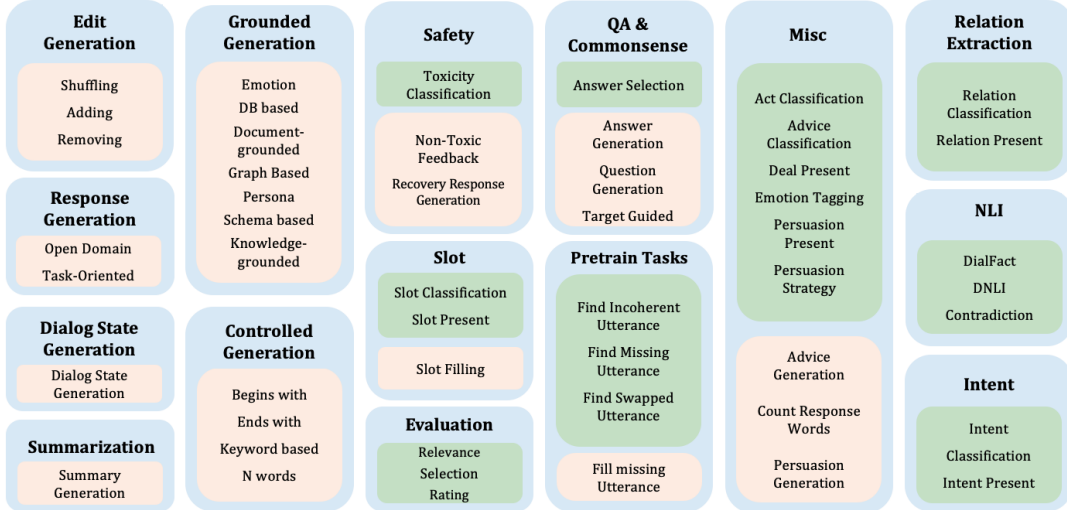 Edit
Generation
Shuffling
Adding
Removing
Response
Generation
Open Domain
Task-Oriented
Dialog State
Generation
Dialog State
Generation
Summarization
Summary
Generation
Grounded
Generation
Emotion
DB based
Document-
grounded
Graph Based
Persona
Schema based
Knowledge-
grounded
Controlled
Generation
Begins with
Ends with
Keyword based
N words
Safety
Toxicity
Classification
Non-Toxic
Feedback
Recovery Response
Generation
Slot
Slot Classification
Slot Present
Slot Filling
Evaluation
Relevance
Selection
Rating
QA &
Commonsense
Answer Selection
Answer
Generation
Question
Generation
Target Guided
Pretrain Tasks
Find Incoherent
Utterance
Find Missing
Utterance
Find Swapped
Utterance
Fill missing
Utterance
Misc
Act Classification
Advice
Classification
Deal Present
Emotion Tagging
Persuasion
Present
Persuasion
Strategy
Advice
Generation
Count Response
Words
Persuasion
Generation
Relation
Extraction
Relation
Classification
Relation Present
NLI
DialFact
DNLI
Contradiction
Intent
Intent
Classification
Intent Present